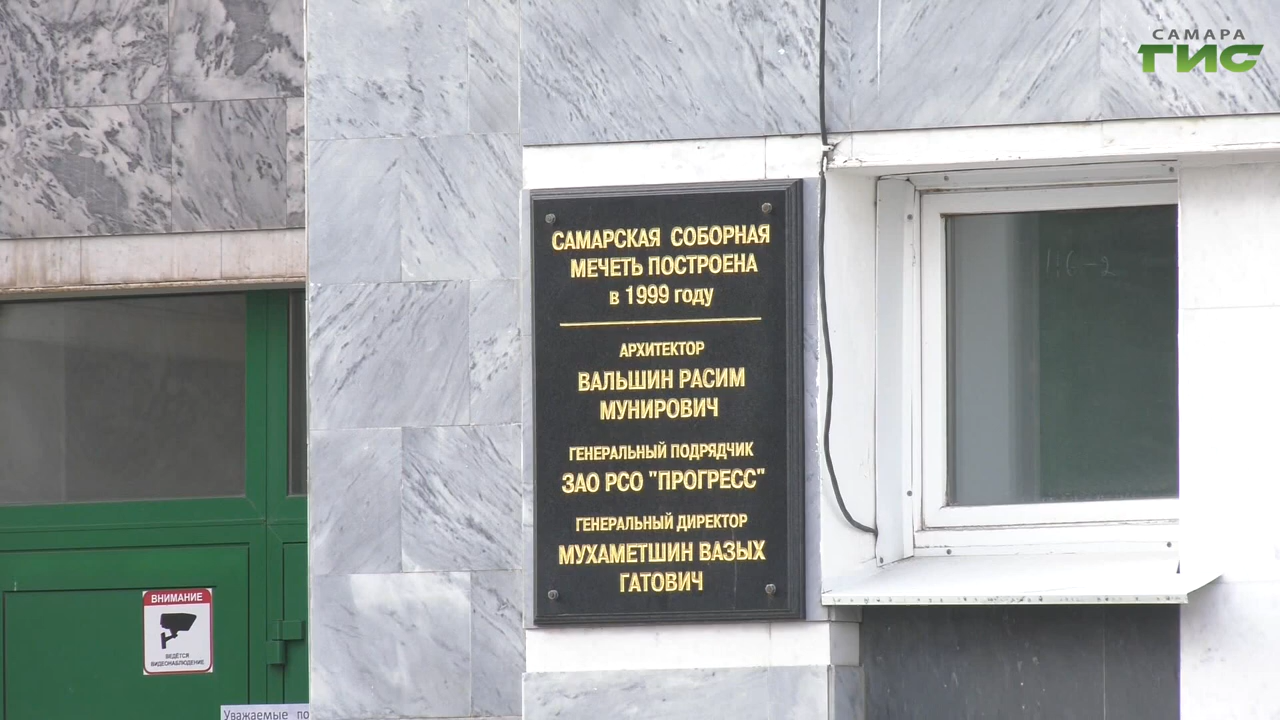 САМАРА
ГИС
САМАРСКАЯ СОБОРНАЯ
МЕЧЕТЬ ПОСТРОЕНА
в 1999 году
АРХИТЕКТОР
ВАЛЬШИН РАСИМ
МУНИРОВИЧ
ГЕНЕРАЛЬНЫЙ ПОДРЯДЧИК
ЗАО РСО "ПРОГРЕСС"
ГЕНЕРАЛЬНЫЙ ДИРЕКТОР
МУХАМЕТШИН ВАЗЫХ
ГАТОВИЧ
ВНИМАНИЕ
ВЕДЁТСЯ
ВИДЕОНАБЛЮДЕНИЕ
Уважаемые по